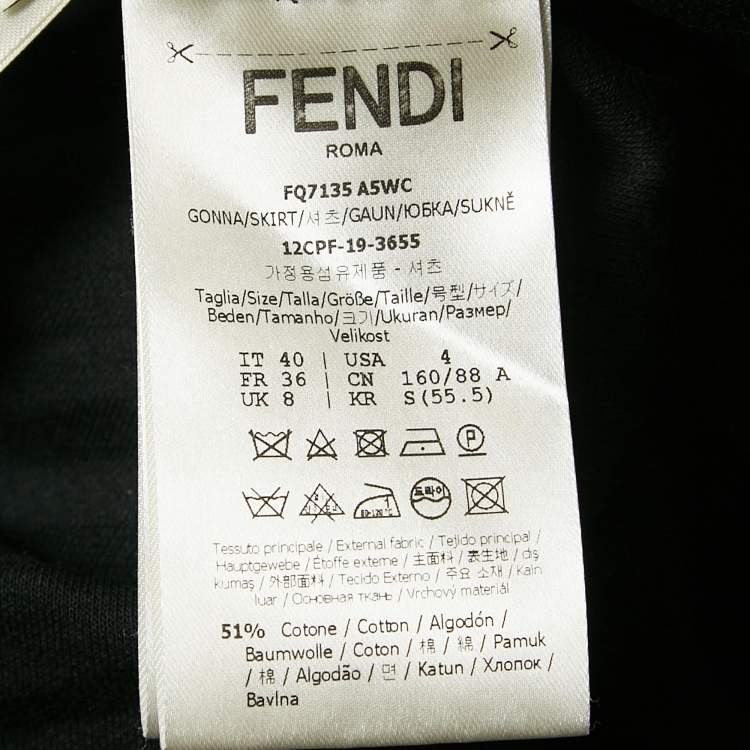 FENDI
ROMA
FQ7135 A5WC
GONNA/SKIRT/셔츠/GAUN/ЮБКА/SUKNĚ
12CPF-19-3655
가정용섬유제품 - 셔츠
Taglia/Size/Talla/Größe/Taille/号型/サイズ/
Beden/Tamanho/크기/Ukuran/Размер/
Velikost
IT 40 | USA 4
FR 36 | CN 160/88 A
UK 8 | KR S(55.5)
P
드라이
80-120°C
Tessuto principale / External fabric / Tejido principal /
Hauptgewebe / Étoffe externe / 主面料 / 表生地 / dış
kumaş / 外部面料 / Tecido Externo / 주요 소재 / Kain
luar / Основная ткань / Vrchový materiál
51% Cotone / Cotton / Algodón /
Baumwolle / Coton / 棉 / 綿 / Pamuk
/ 棉 / Algodão / 면 / Katun / Хлопок /
Bavlna